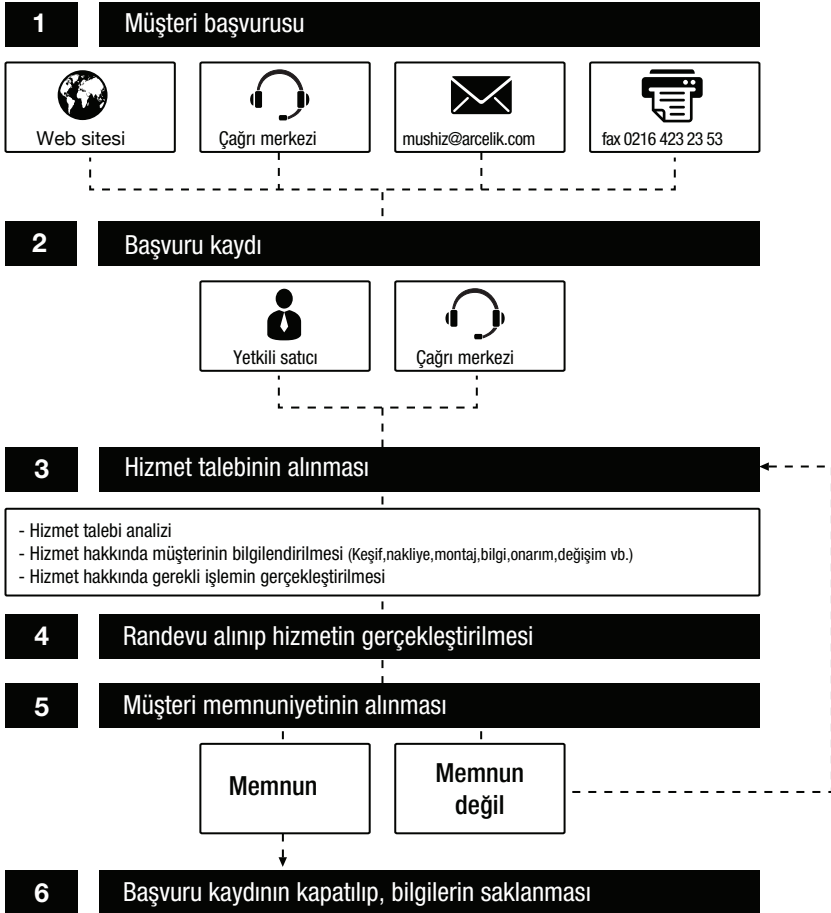 1 Müşteri başvurusu
Web sitesi
Çağrı merkezi
mushiz@arcelik.com
fax 0216 423 23 53
2 Başvuru kaydı
Yetkili satıcı
Çağrı merkezi
3 Hizmet talebinin alınması
- Hizmet talebi analizi
- Hizmet hakkında müşterinin bilgilendirilmesi (Keşif,nakliye,montaj,bilgi,onarım,değişim vb.)
- Hizmet hakkında gerekli işlemin gerçekleştirilmesi
4 Randevu alınıp hizmetin gerçekleştirilmesi
5 Müşteri memnuniyetinin alınması
Memnun
Memnun
değil
6 Başvuru kaydının kapatılıp, bilgilerin saklanması